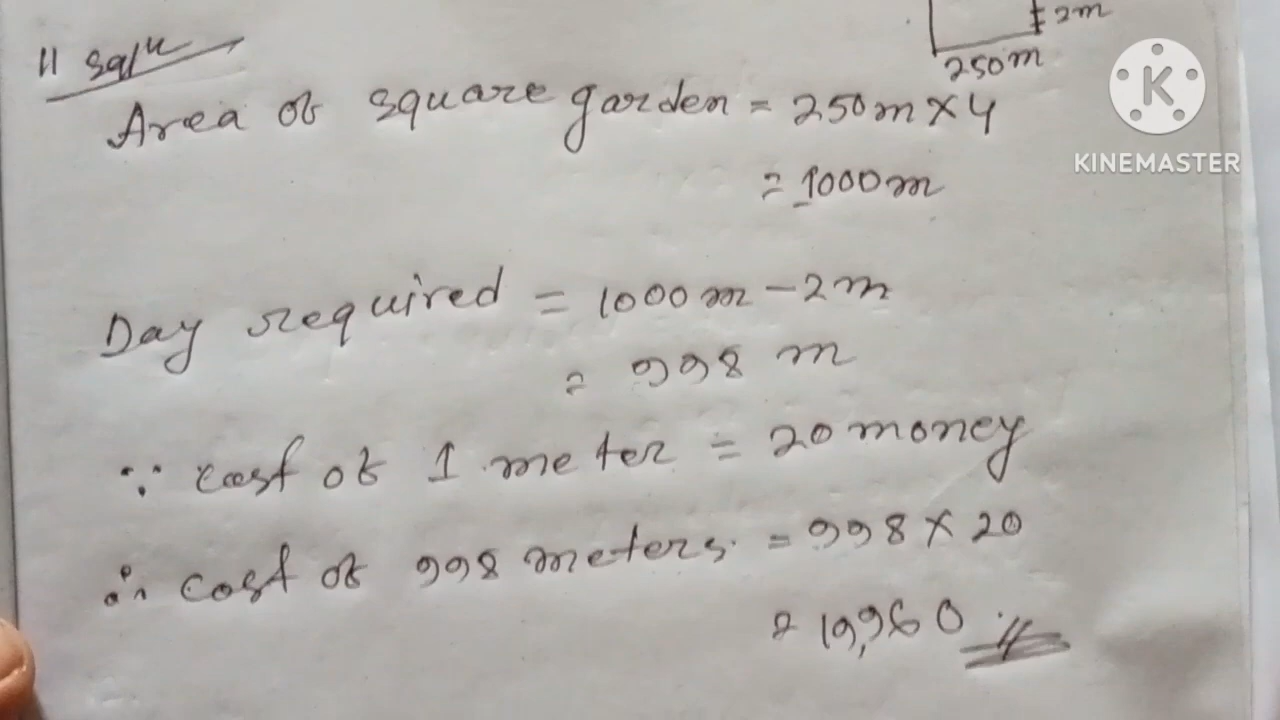 2m
250m
11 solⁿ
Area of square garden = 250m × 4
= 1000m
K
KINEMASTER
Day required = 1000m - 2m
= 998 m
∵ cost of 1 meter = 20 money
∴ cost of 998 meters = 998 × 20
= 19,960